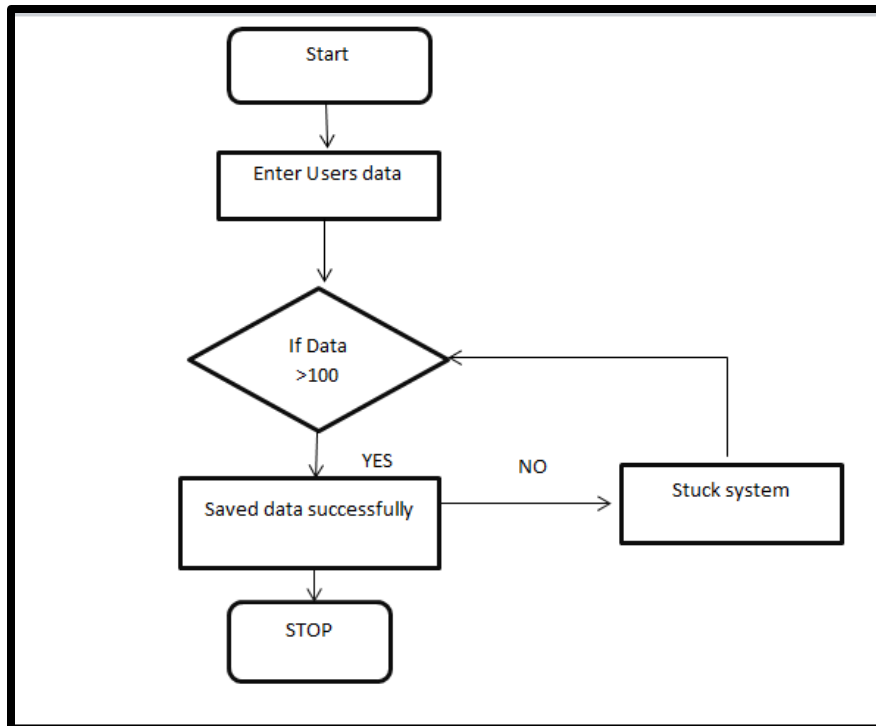 Start
Enter Users data
If Data
>100
YES
NO
Saved data successfully
Stuck system
STOP